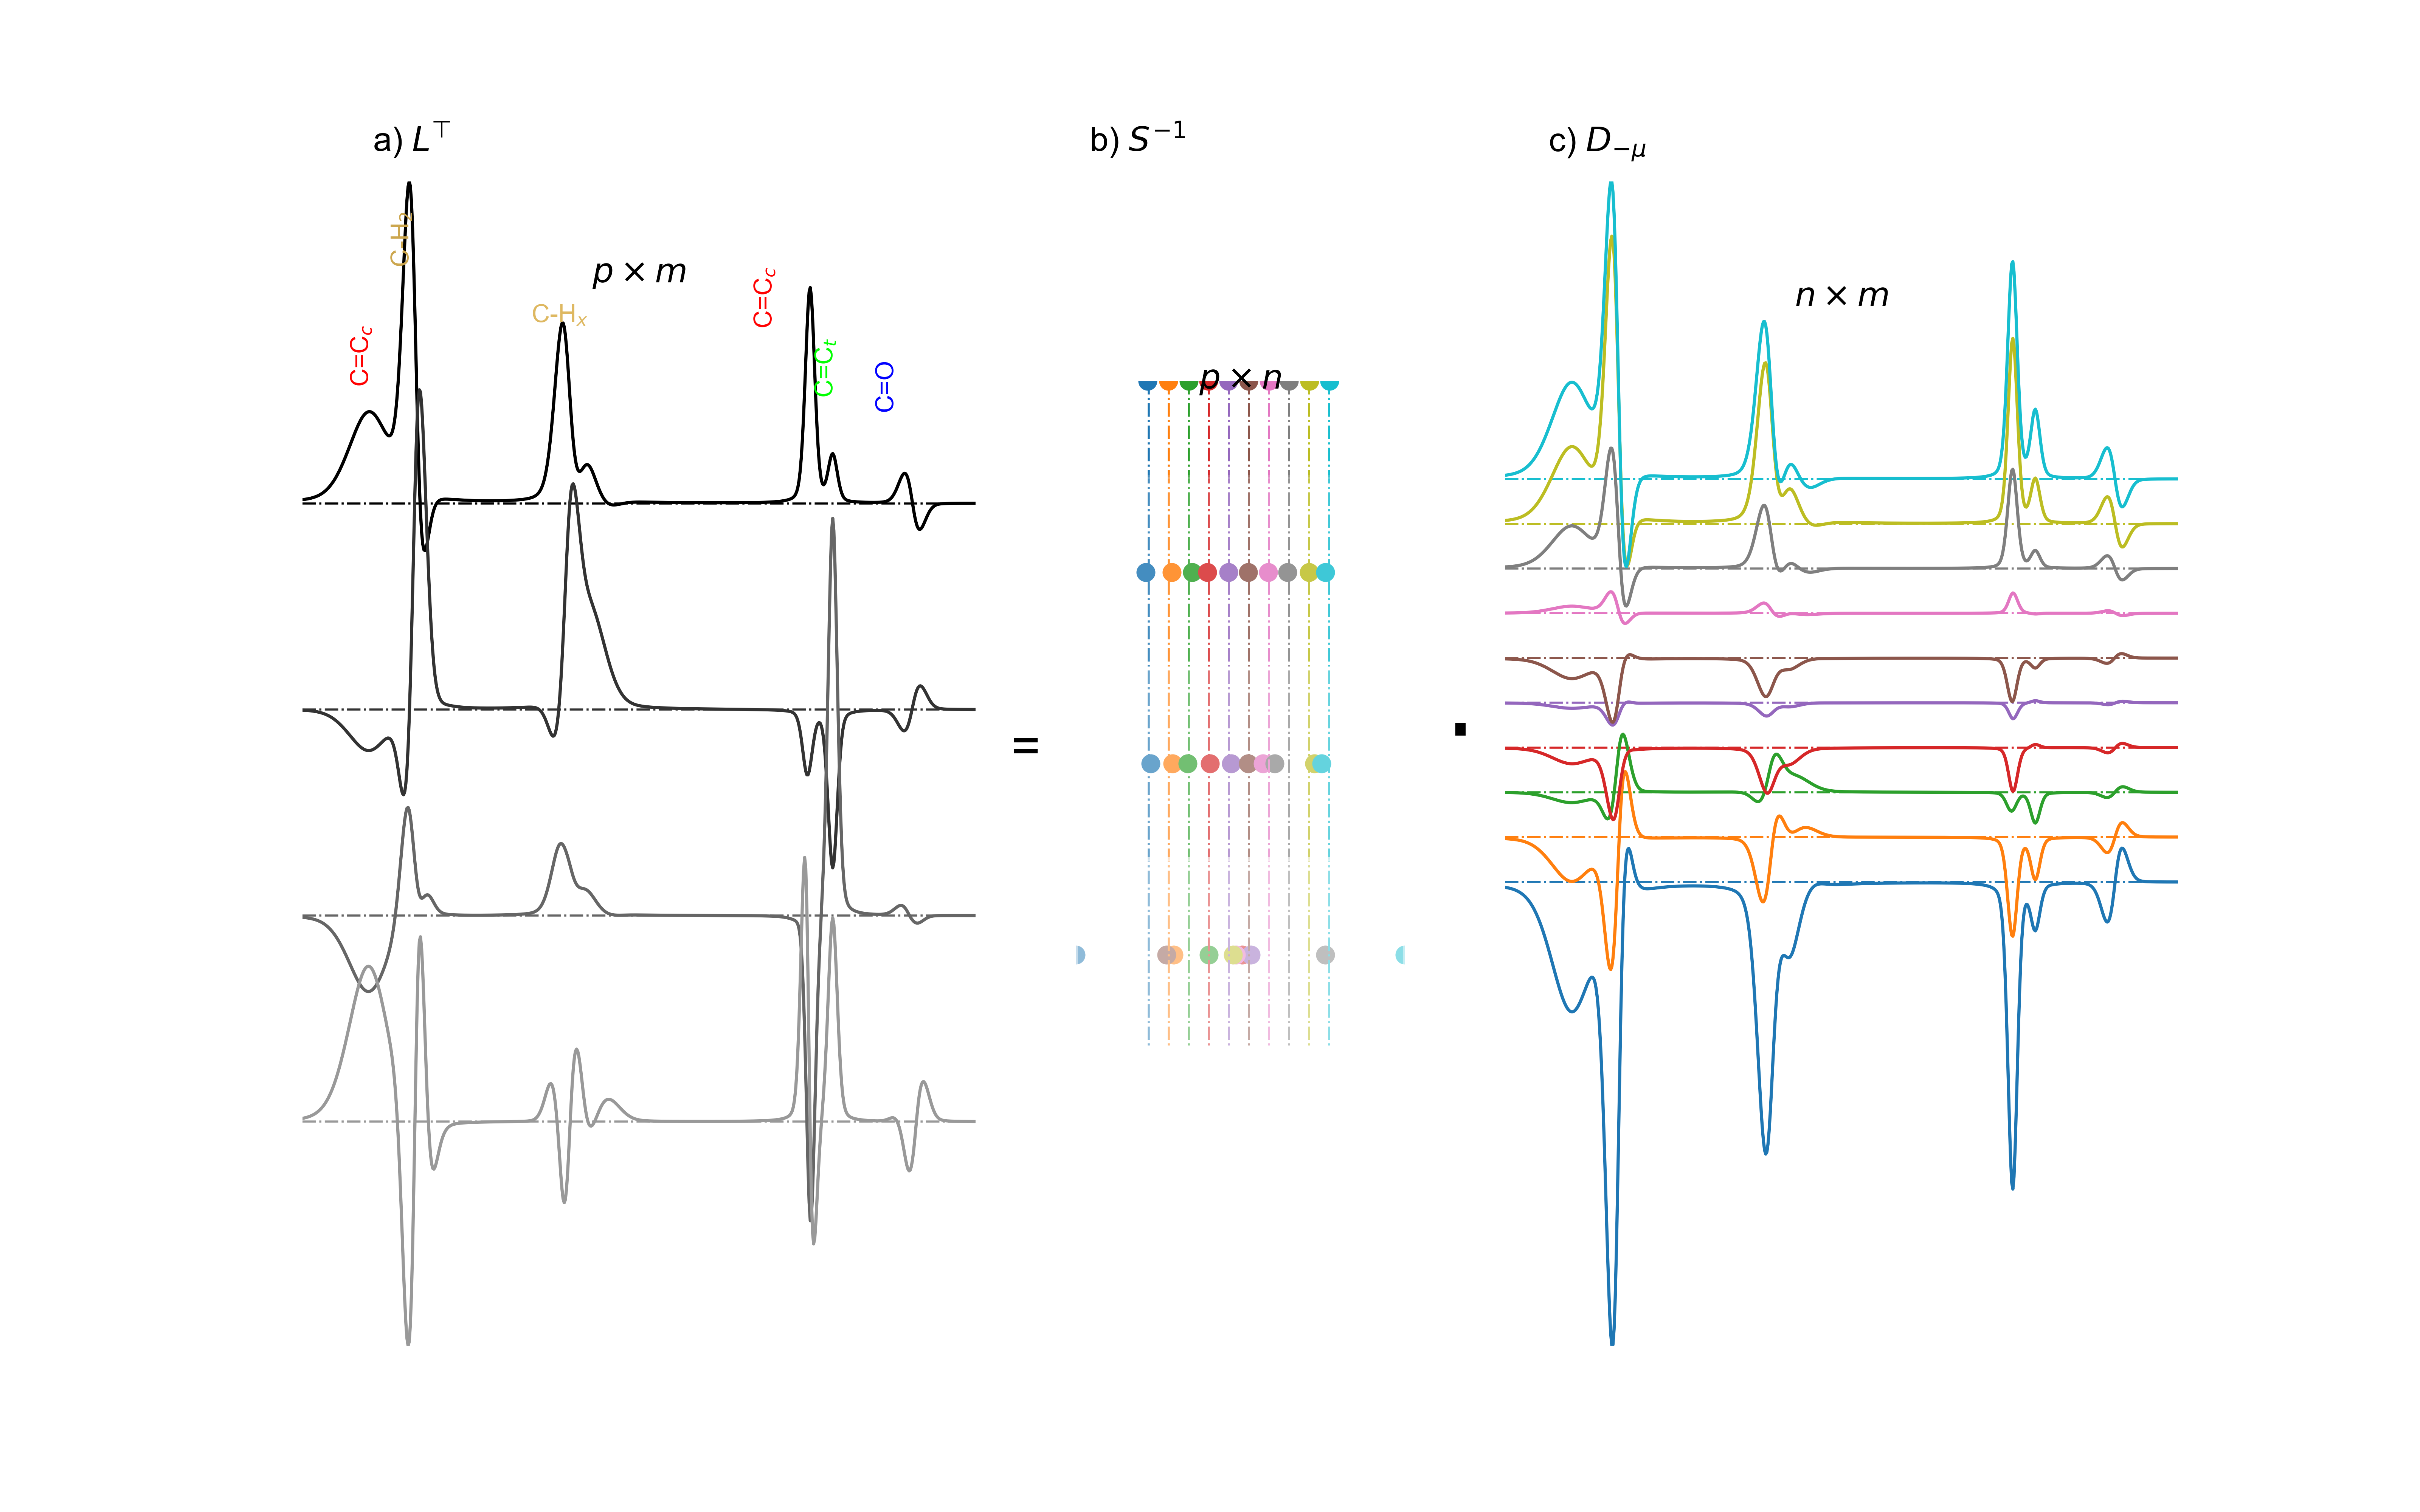 a) L⊤
b) S−1
c) D−μ
C-H2
p × m
n × m
C=Cc
C-Hx
C=Cc
C=Ct
C=O
p × n
=
.